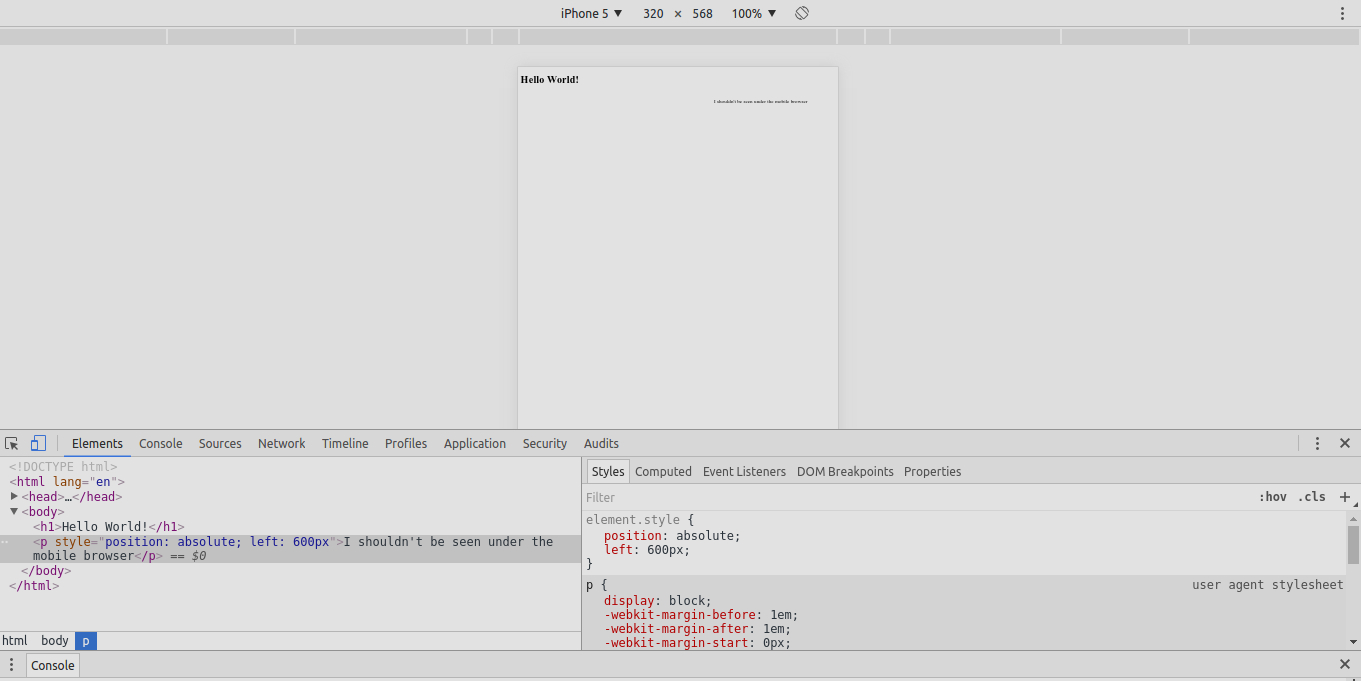 iPhone 5 ▼ 320 × 568 100% ▼
Hello World!
I shouldn't be seen under the mobile browser
Elements Console Sources Network Timeline Profiles Application Security Audits
<!DOCTYPE html>
<html lang="en">
▶<head>…</head>
▼<body>
<h1>Hello World!</h1>
<p style="position: absolute; left: 600px">I shouldn't be seen under the
mobile browser</p> == $0
</body>
</html>
html body p
Styles Computed Event Listeners DOM Breakpoints Properties
Filter :hov .cls +
element.style {
position: absolute;
left: 600px;
}
p { user agent stylesheet
display: block;
-webkit-margin-before: 1em;
-webkit-margin-after: 1em;
-webkit-margin-start: 0px;
Console